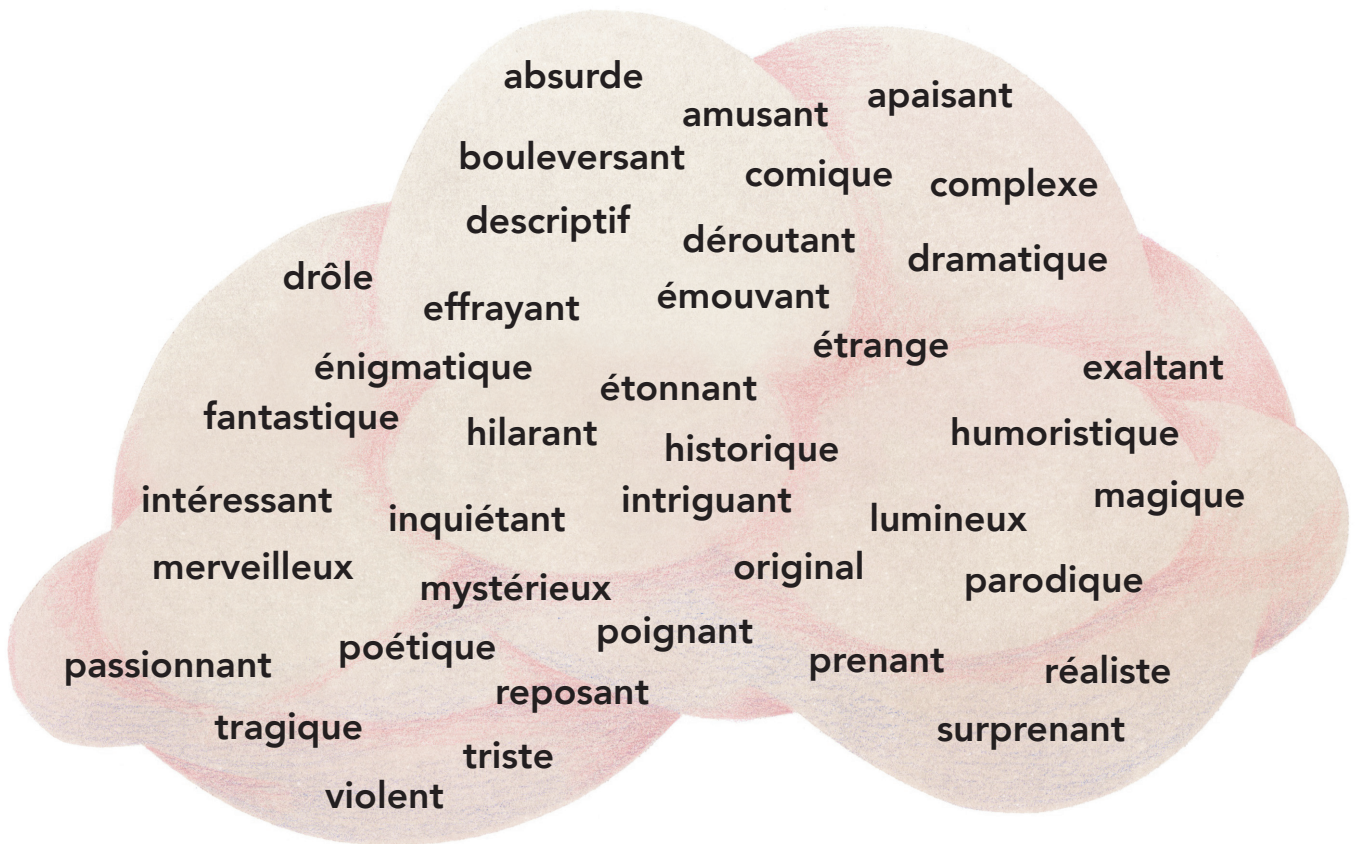 absurde
amusant
apaisant
bouleversant
comique
complexe
descriptif
déroutant
dramatique
drôle
effrayant
émouvant
énigmatique
étonnant
étrange
exaltant
fantastique
hilarant
historique
humoristique
intéressant
inquiétant
intriguant
lumineux
magique
merveilleux
mystérieux
original
parodique
passionnant
poétique
poignant
prenant
réaliste
reposant
surprenant
tragique
triste
violent